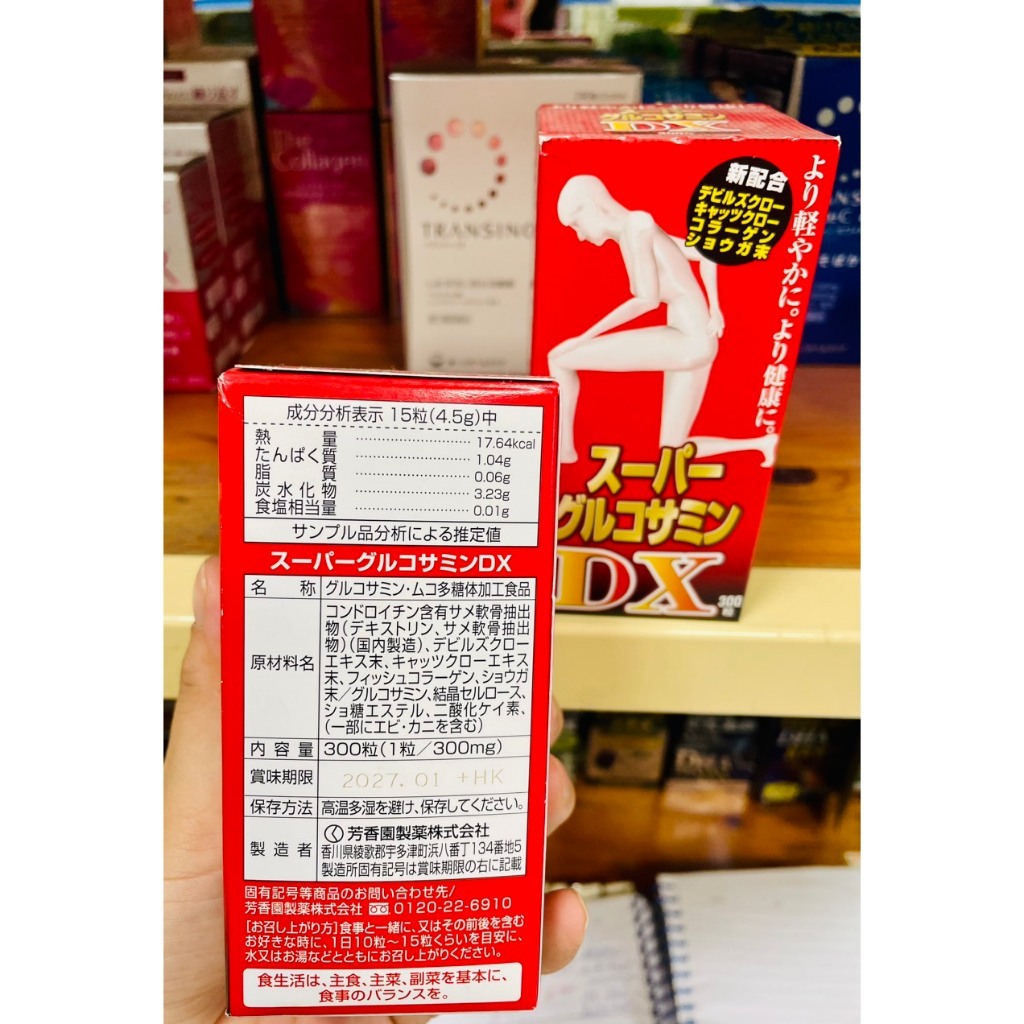 The
Collagen
TRANSINO
グルコサミン
DX
新配合
デビルズクロー
キャッツクロー
コラーゲン
ショウガ末
より軽やかに。より健康に。
スーパー
グルコサミン
DX
300
成分分析表示 15粒(4.5g)中
熱量 17.64kcal
たんぱく質 1.04g
脂質 0.06g
炭水化物 3.23g
食塩相当量 0.01g
サンプル品分析による推定値
スーパーグルコサミンDX
名称 グルコサミン・ムコ多糖体加工食品
原材料名
コンドロイチン含有サメ軟骨抽出
物(デキストリン、サメ軟骨抽出
物)(国内製造)、デビルズクロー
エキス末、キャッツクローエキス
末、フィッシュコラーゲン、ショウガ
末/グルコサミン、結晶セルロース、
ショ糖エステル、二酸化ケイ素、
(一部にエビ・カニを含む)
内容量 300粒(1粒/300mg)
賞味期限 2027.01 +HK
保存方法 高温多湿を避け、保存してください。
製造者
芳香園製薬株式会社
香川県綾歌郡宇多津町浜八番丁134番地5
製造所固有記号は賞味期限の右に記載
固有記号等商品のお問い合わせ先/
芳香園製薬株式会社 0120-22-6910
[お召し上がり方]食事と一緒に、又はその前後を含む
お好きな時に、1日10粒～15粒くらいを目安に、
水又はお湯などとともにお召し上がりください。
食生活は、主食、主菜、副菜を基本に、
食事のバランスを。